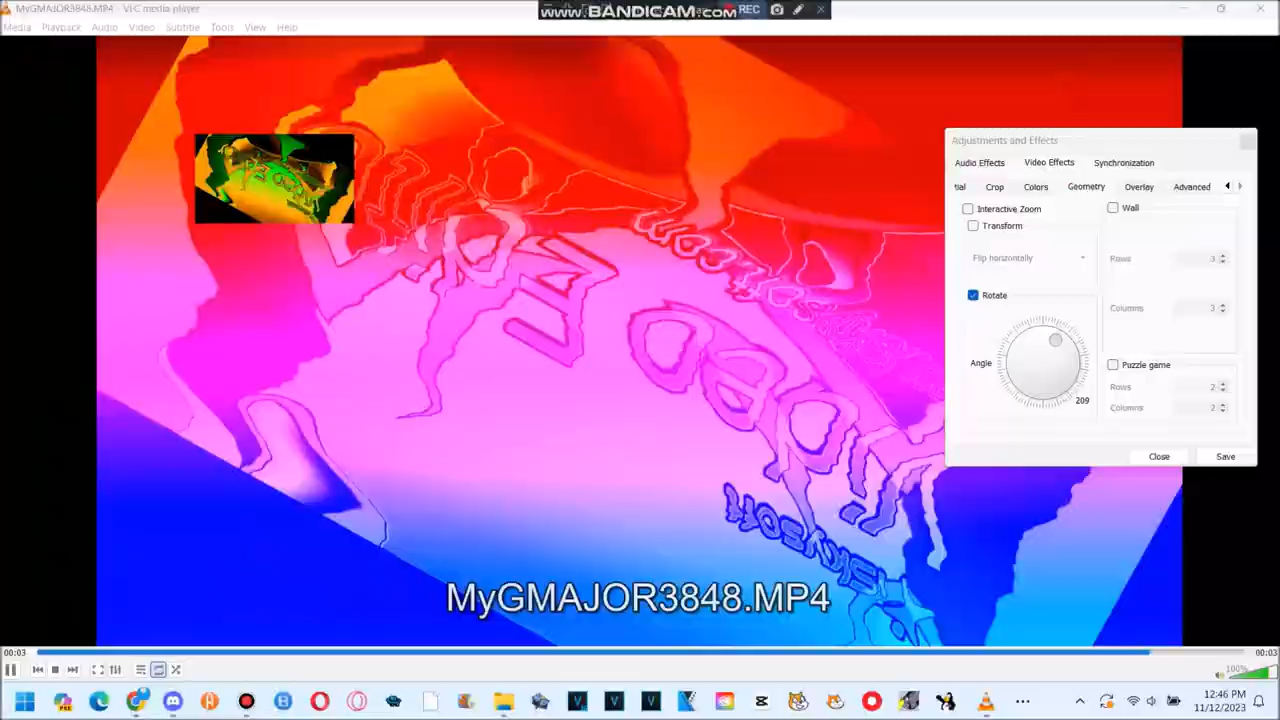 MyGMAJOR3848.MP4 - VLC media player
WWW.BANDICAM.COM
REC
Media Playback Audio Video Subtitle Tools View Help
Adjustments and Effects
Audio Effects Video Effects Synchronization
tial Crop Colors Geometry Overlay Advanced
Interactive Zoom
Wall
Transform
Flip horizontally
Rows 3
Rotate
Columns 3
Angle
209
Puzzle game
Rows 2
Columns 2
Close Save
MyGMAJOR3848.MP4
00:03 00:03
100%
12:46 PM
11/12/2023